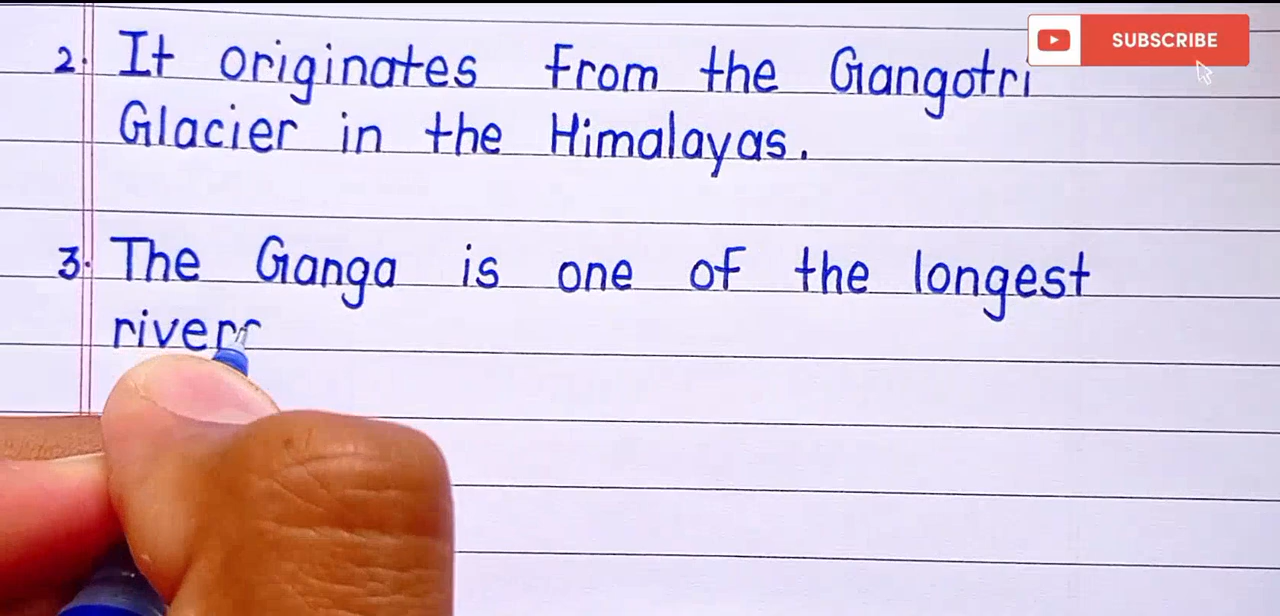 SUBSCRIBE
2. It originates from the Gangotri
Glacier in the Himalayas.
3. The Ganga is one of the longest
rivers